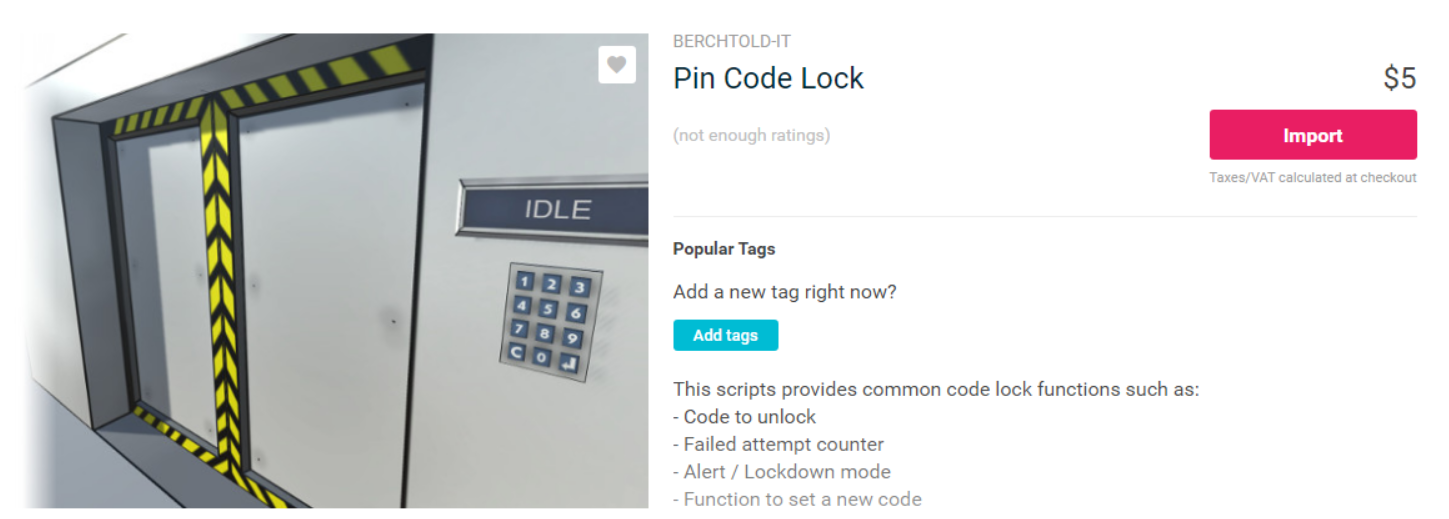 BERCHTOLD-IT
Pin Code Lock
$5
(not enough ratings)
Import
Taxes/VAT calculated at checkout
Popular Tags
Add a new tag right now?
Add tags
This scripts provides common code lock functions such as:
- Code to unlock
- Failed attempt counter
- Alert / Lockdown mode
- Function to set a new code
IDLE
1 2 3
4 5 6
7 8 9
C 0